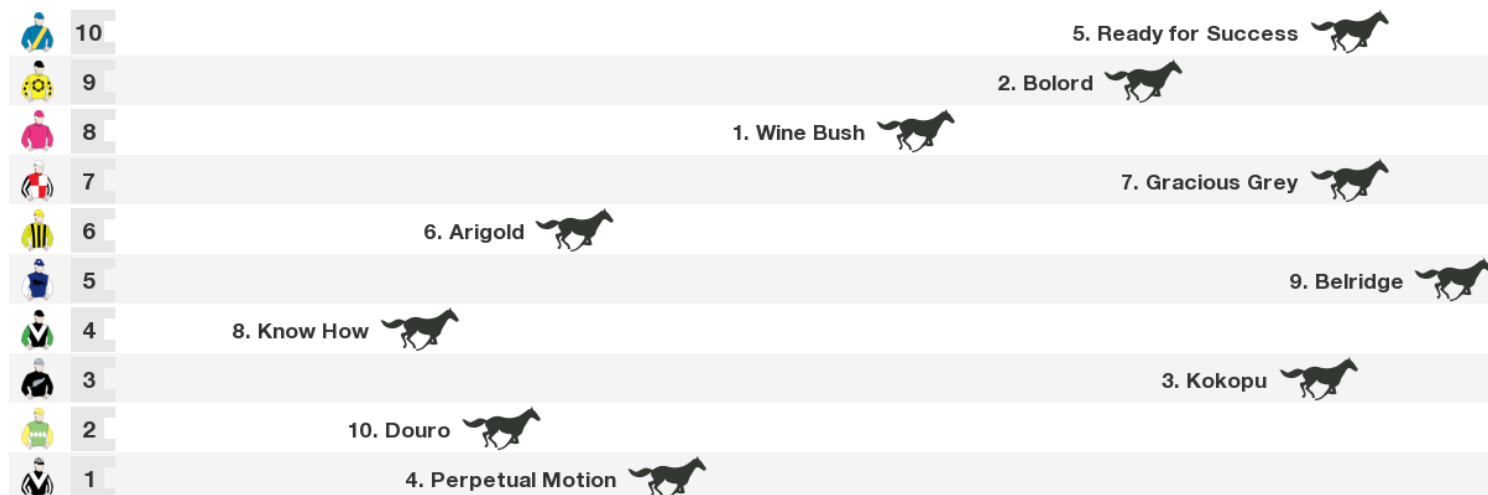 10 5. Ready for Success
9 2. Bolord
8 1. Wine Bush
7 7. Gracious Grey
6 6. Arigold
5 9. Belridge
4 8. Know How
3 3. Kokopu
2 10. Douro
1 4. Perpetual Motion